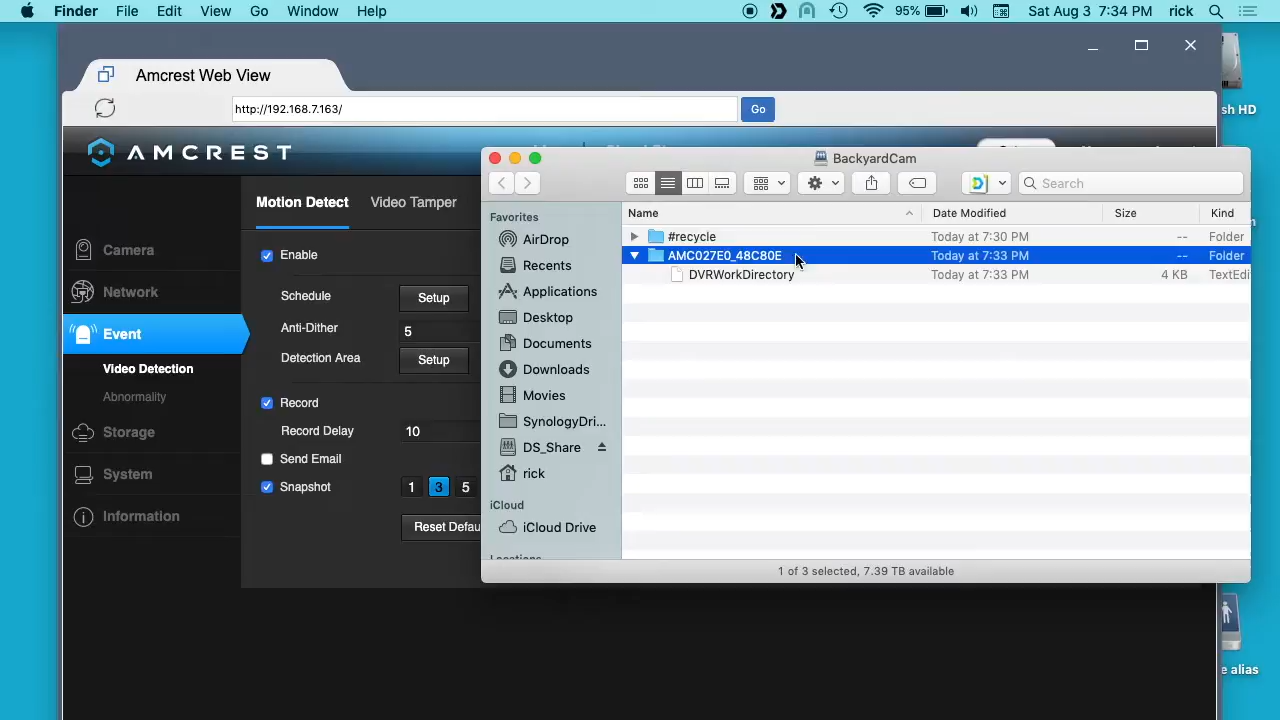 Finder File Edit View Go Window Help 95% Sat Aug 3 7:34 PM rick
Amcrest Web View
http://192.168.7.163/ Go
AMCREST
BackyardCam
Search
Camera
Network
Event
Video Detection
Abnormality
Storage
System
Information
Motion Detect Video Tamper
Enable
Schedule Setup
Anti-Dither 5
Detection Area Setup
Record
Record Delay 10
Send Email
Snapshot 1 3 5
Reset Defau
Favorites
AirDrop
Recents
Applications
Desktop
Documents
Downloads
Movies
SynologyDri...
DS_Share
rick
iCloud
iCloud Drive
Name Date Modified Size Kind
#recycle Today at 7:30 PM -- Folder
AMC027E0_48C80E Today at 7:33 PM -- Folder
DVRWorkDirectory Today at 7:33 PM 4 KB TextEdi
1 of 3 selected, 7.39 TB available
sh HD
e alias